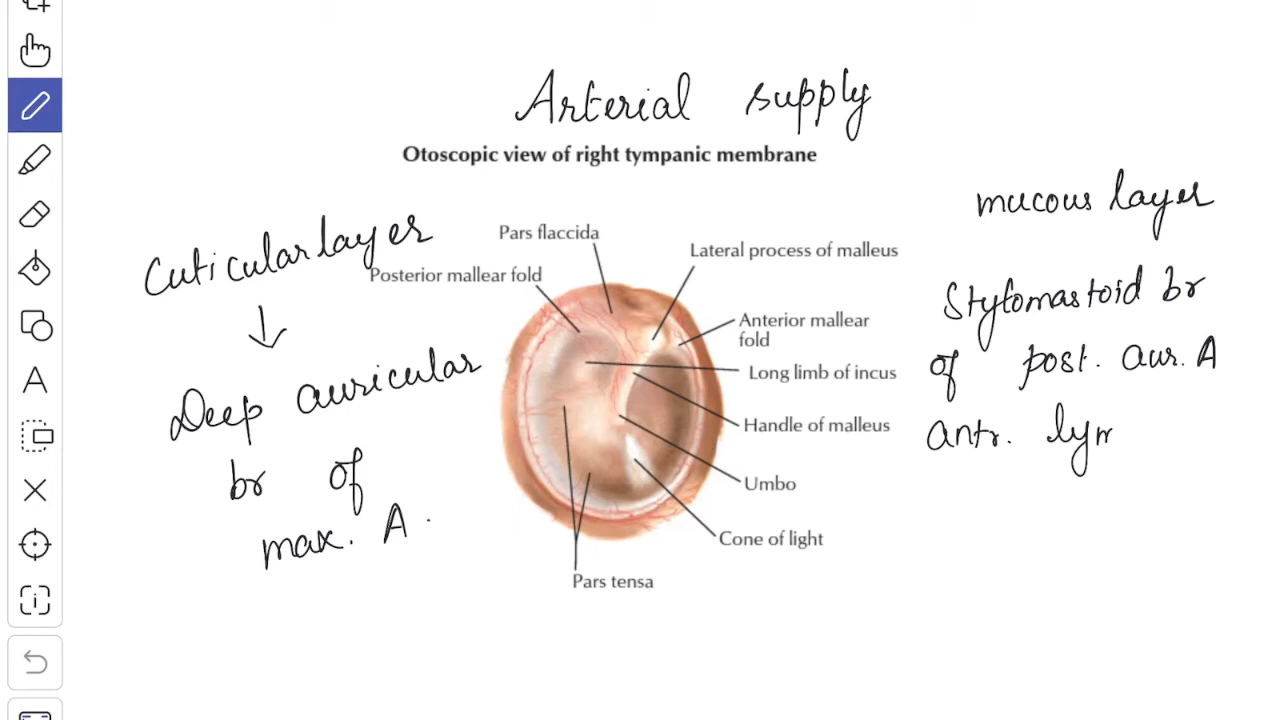 Arterial supply
Otoscopic view of right tympanic membrane
Cuticular layer
Deep auricular
br of
max. A.
Pars flaccida
Posterior mallear fold
Lateral process of malleus
Anterior mallear
fold
Long limb of incus
Handle of malleus
Umbo
Cone of light
Pars tensa
mucous layer
Stylomastoid br
of post. aur. A
antr. lym
A